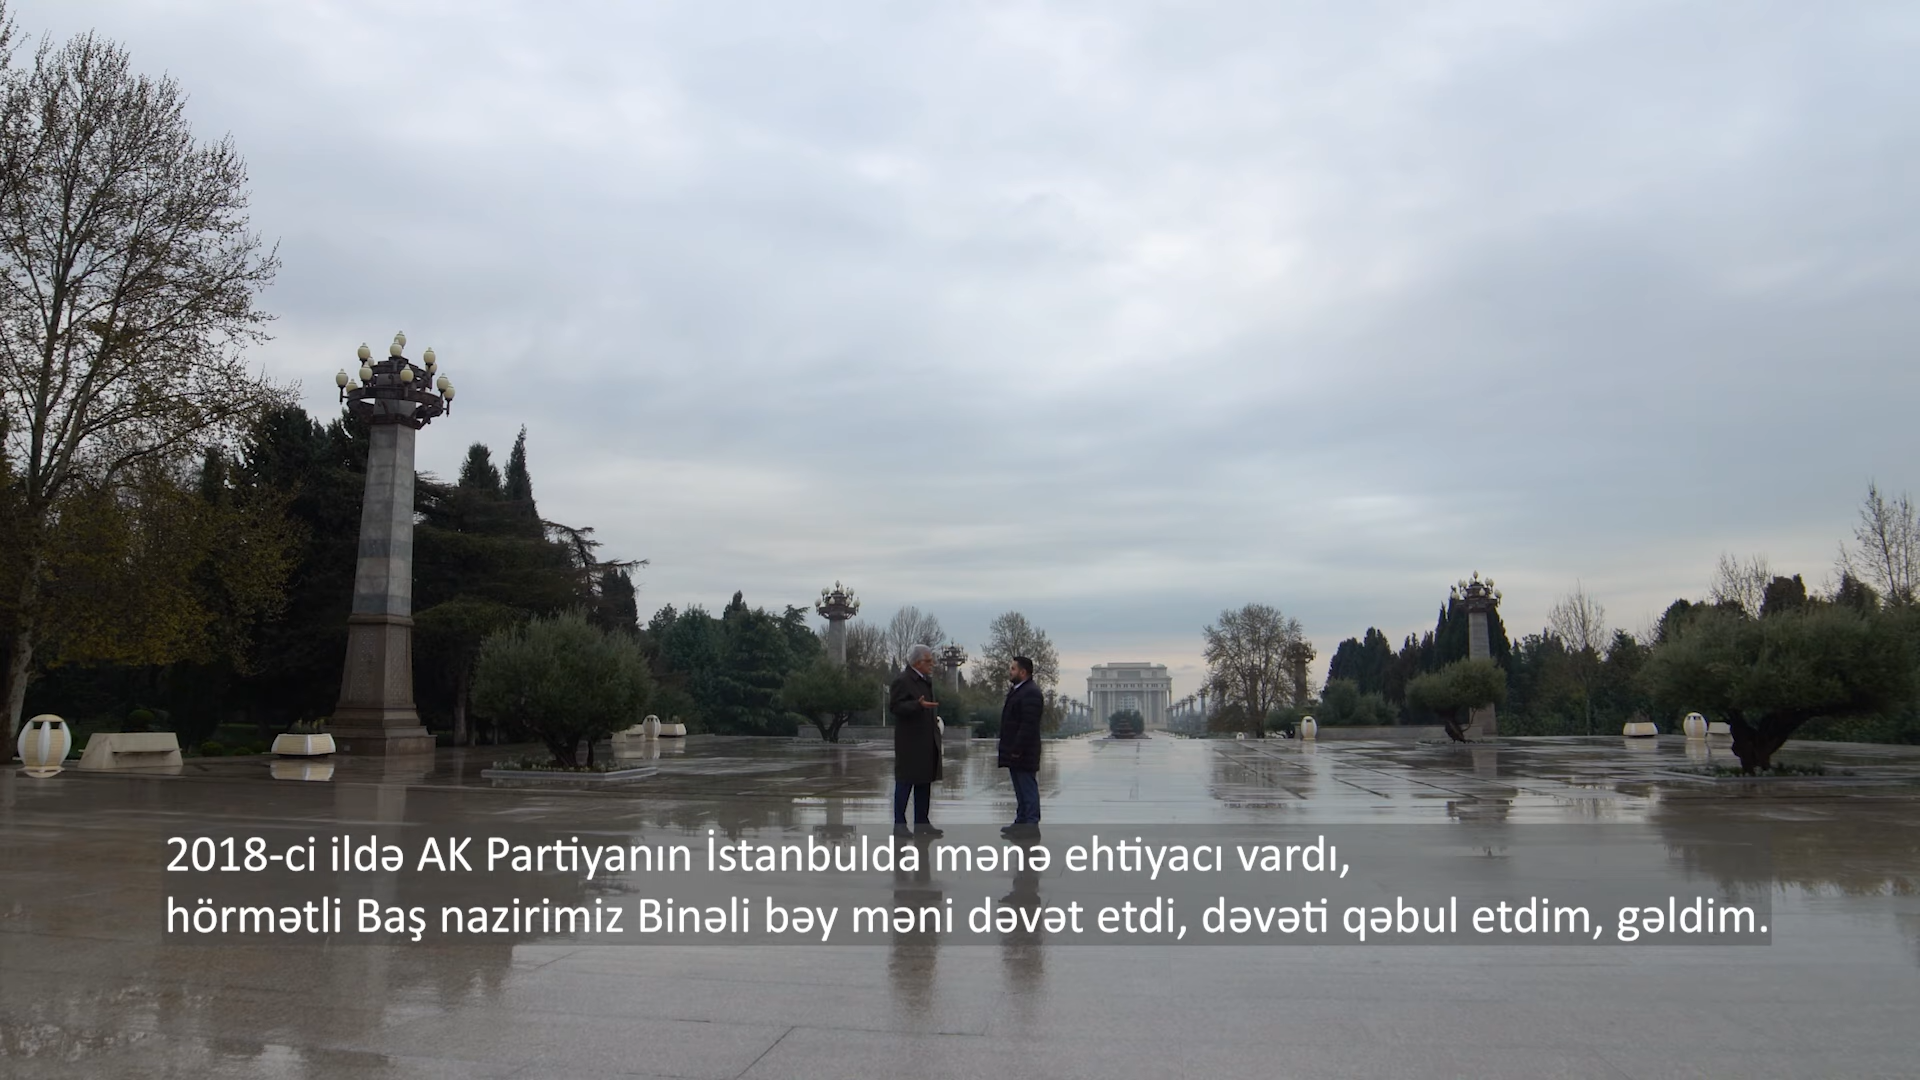 2018-ci ildə AK Partiyanın İstanbulda mənə ehtiyacı vardı,
hörmətli Baş nazirimiz Binəli bəy məni dəvət etdi, dəvəti qəbul etdim, gəldim.